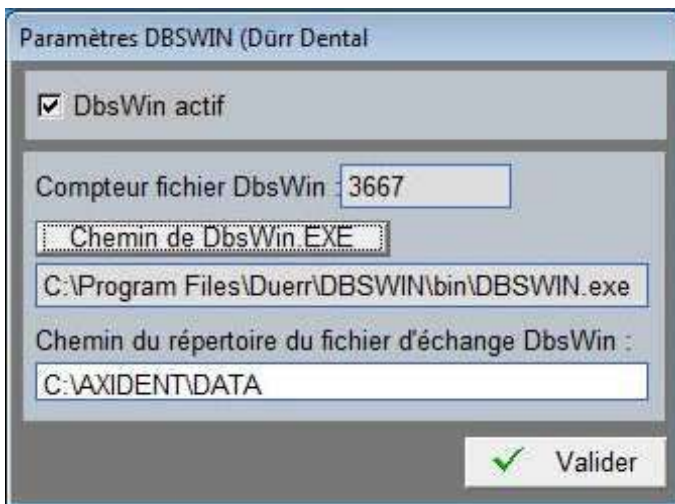 Paramètres DBSWIN (Dürr Dental
DbsWin actif
Compteur fichier DbsWin : 3667
Chemin de DbsWin.EXE
C:\Program Files\Duerr\DBSWIN\bin\DBSWIN.exe
Chemin du répertoire du fichier d'échange DbsWin :
C:\AXIDENT\DATA
Valider